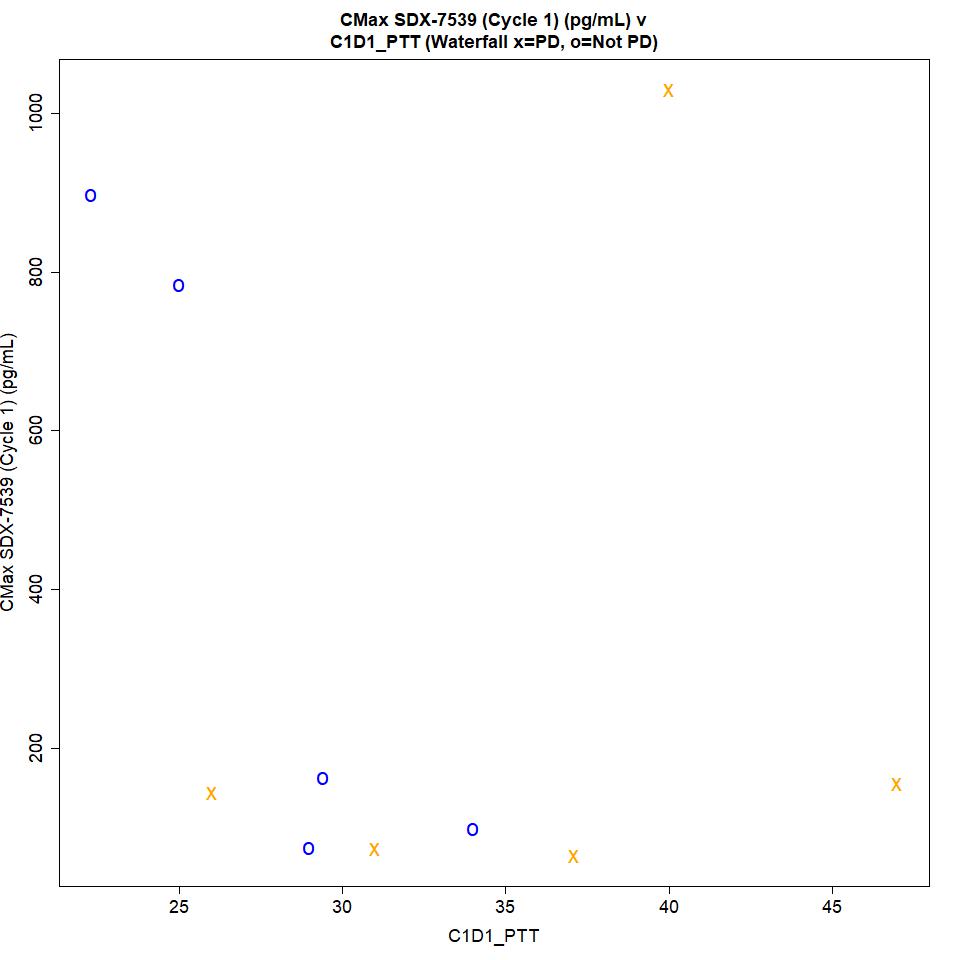 CMax SDX-7539 (Cycle 1) (pg/mL) v
C1D1_PTT (Waterfall x=PD, o=Not PD)
CMax SDX-7539 (Cycle 1) (pg/mL)
1000
800
600
400
200
X
O
O
X
O
X
O
O
X
X
25
30
35
40
45
C1D1_PTT